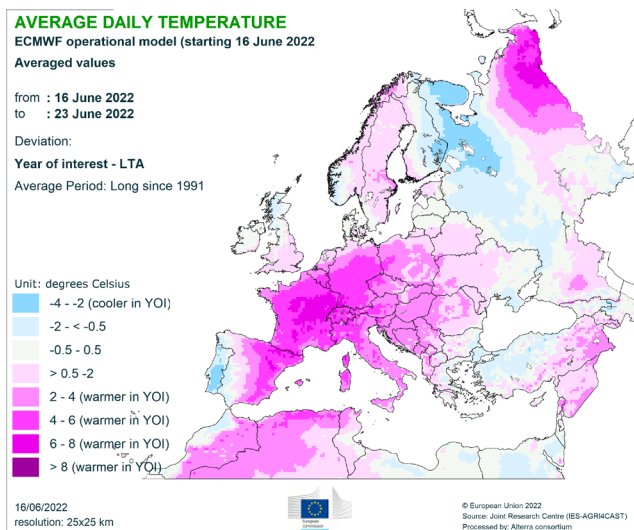 AVERAGE DAILY TEMPERATURE
ECMWF operational model (starting 16 June 2022
Averaged values
from : 16 June 2022
to : 23 June 2022
Deviation:
Year of interest - LTA
Average Period: Long since 1991
Unit: degrees Celsius
-4 - -2 (cooler in YOI)
-2 - < -0.5
-0.5 - 0.5
> 0.5 -2
2 - 4 (warmer in YOI)
4 - 6 (warmer in YOI)
6 - 8 (warmer in YOI)
> 8 (warmer in YOI)
16/06/2022
resolution: 25x25 km
European
Commission
© European Union 2022
Source: Joint Research Centre (IES-AGRI4CAST)
Processed by: Alterra consortium